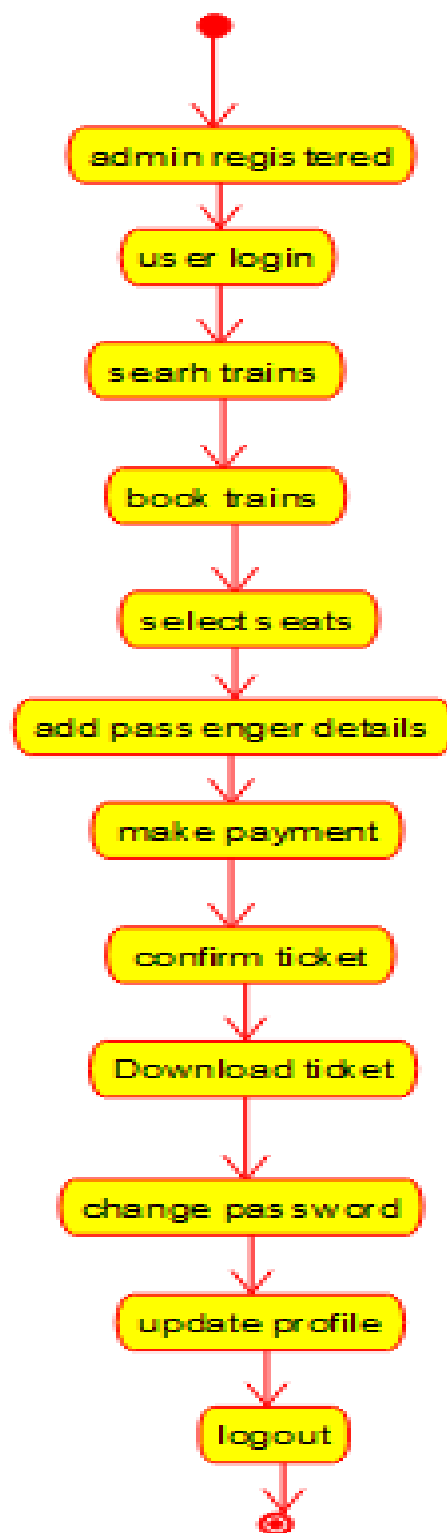 admin registered
user login
searh trains
book trains
select seats
add passenger details
make payment
confirm ticket
Download ticket
change password
update profile
logout